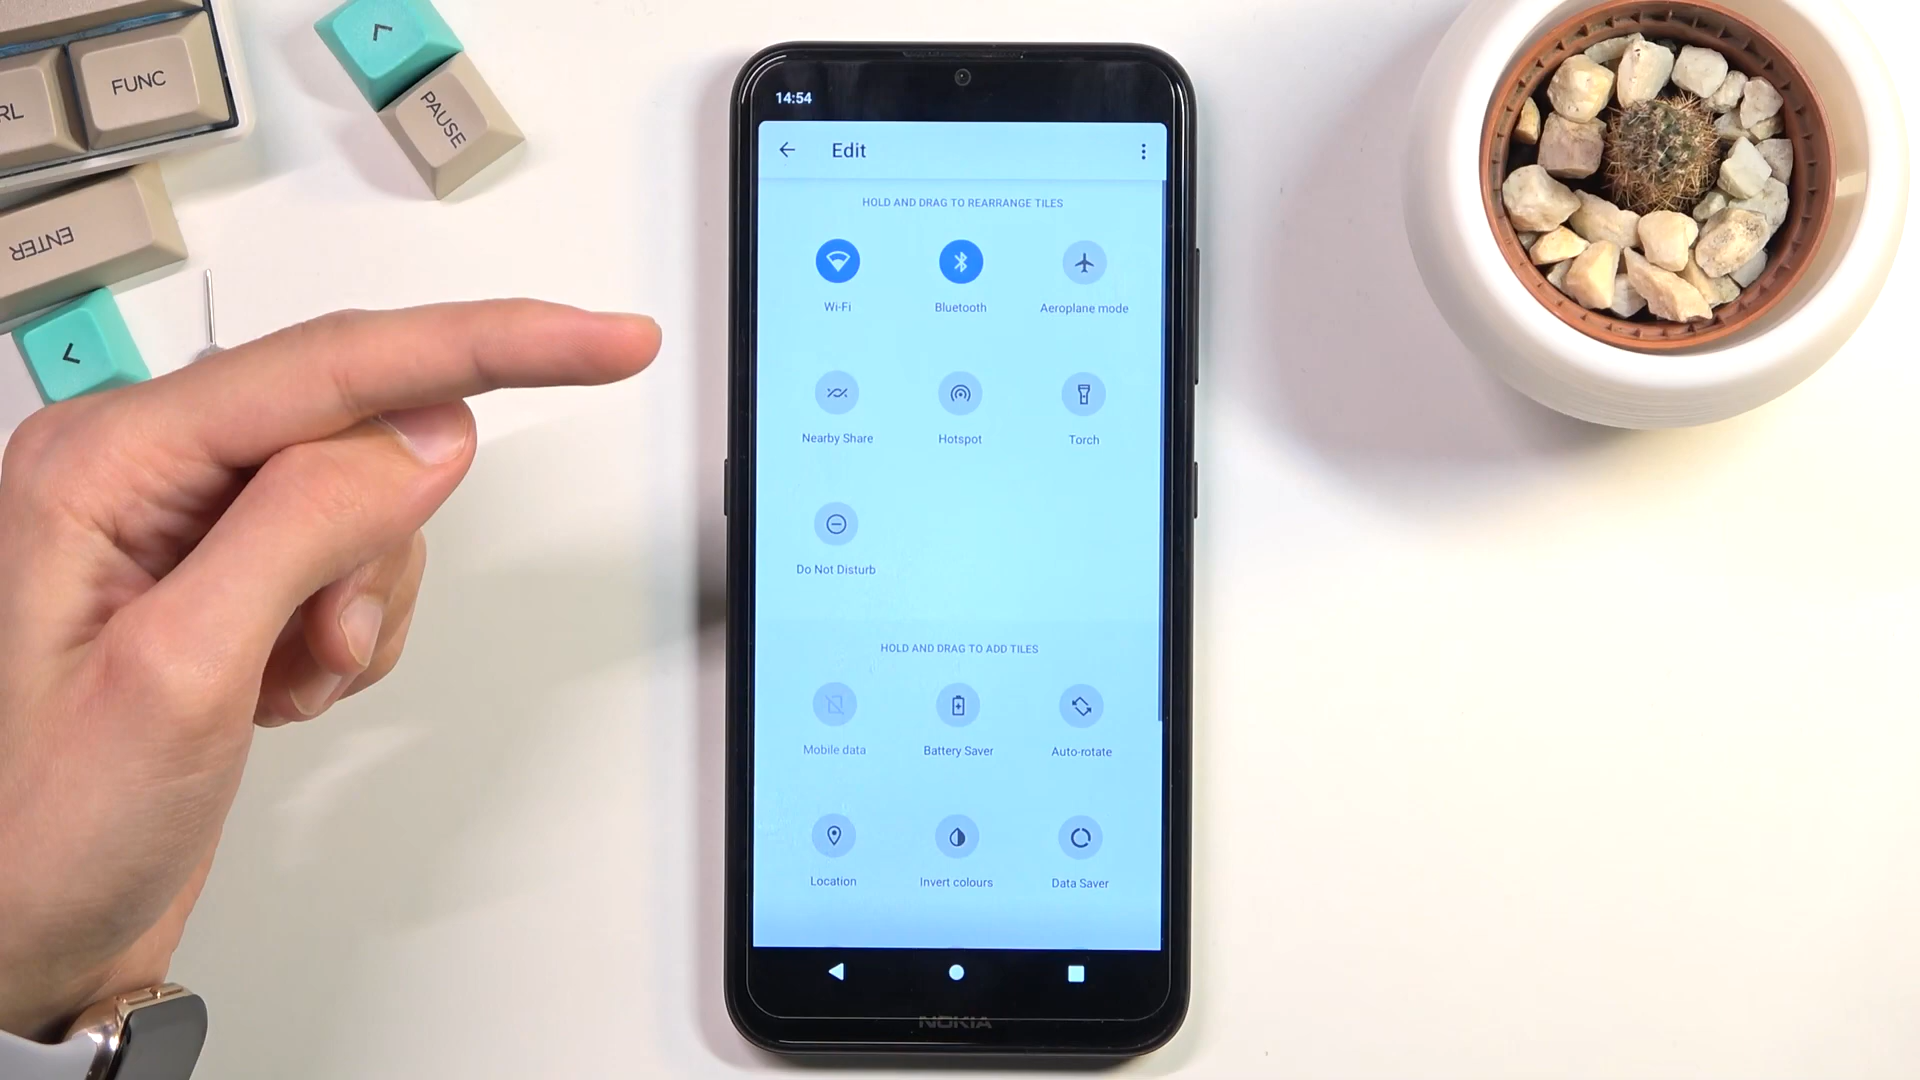 FUNC
RL
PAUSE
ENTER
14:54
Edit
HOLD AND DRAG TO REARRANGE TILES
Wi-Fi
Bluetooth
Aeroplane mode
Nearby Share
Hotspot
Torch
Do Not Disturb
HOLD AND DRAG TO ADD TILES
Mobile data
Battery Saver
Auto-rotate
Location
Invert colours
Data Saver
NOKIA